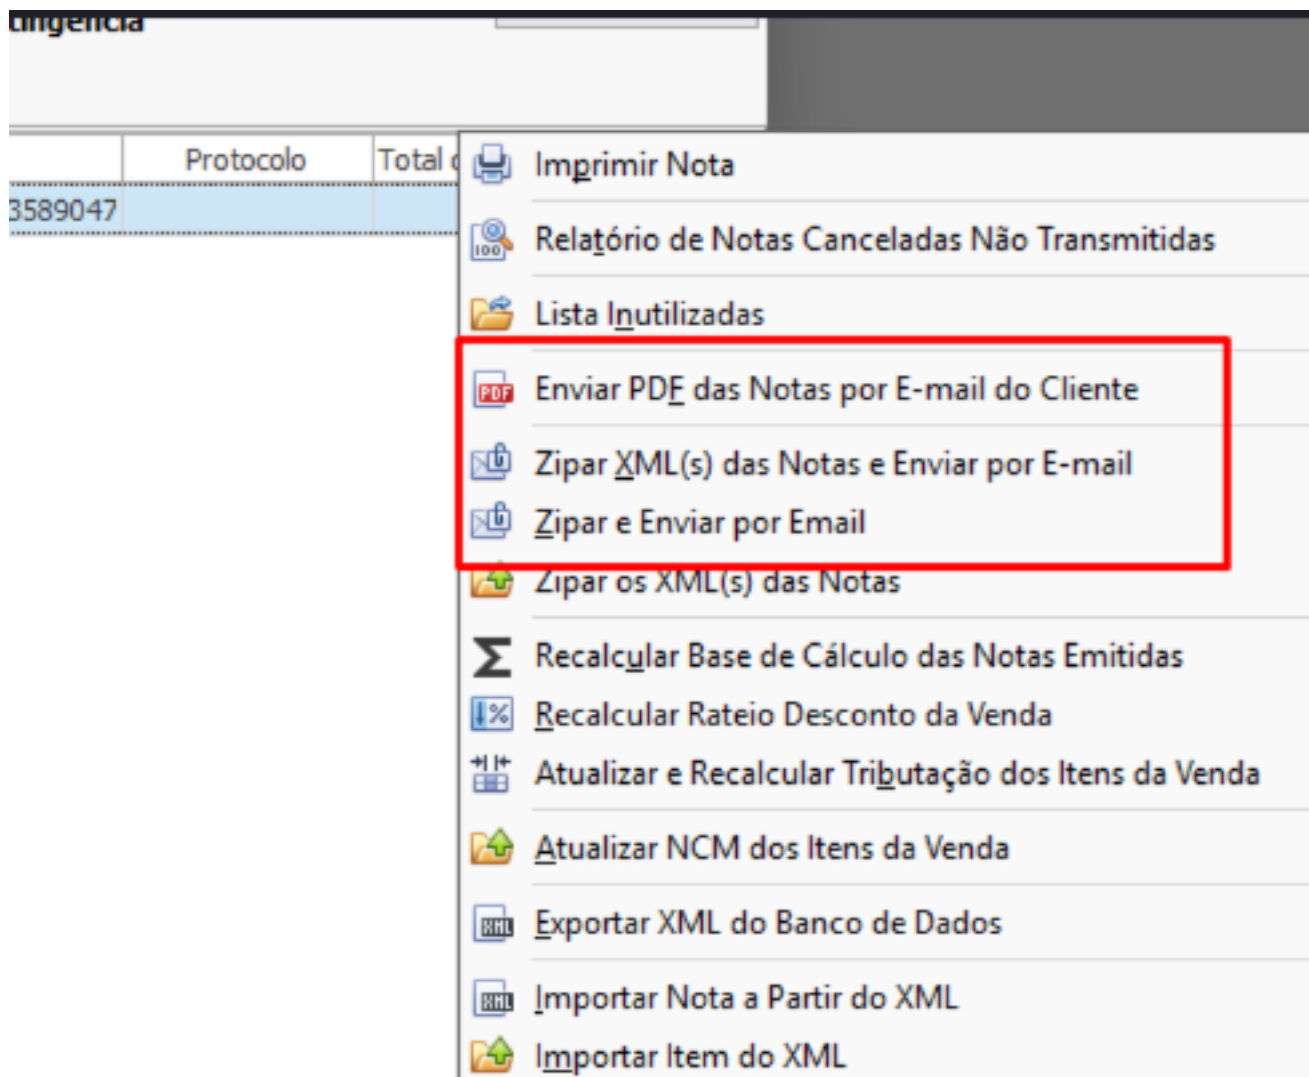 tingência
Protocolo Total
3589047
Imprimir Nota
Relatório de Notas Canceladas Não Transmitidas
Lista Inutilizadas
PDF Enviar PDF das Notas por E-mail do Cliente
Zipar XML(s) das Notas e Enviar por E-mail
Zipar e Enviar por Email
Zipar os XML(s) das Notas
Recalcular Base de Cálculo das Notas Emitidas
Recalcular Rateio Desconto da Venda
Atualizar e Recalcular Tributação dos Itens da Venda
Atualizar NCM dos Itens da Venda
XML Exportar XML do Banco de Dados
XML Importar Nota a Partir do XML
Importar Item do XML